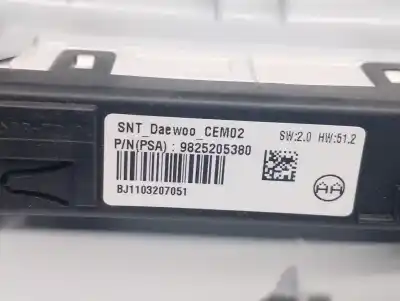 SNT_Daewoo_CEM02
SW:2.0 HW:51.2
P/N(PSA) : 9825205380
BJ1103207051